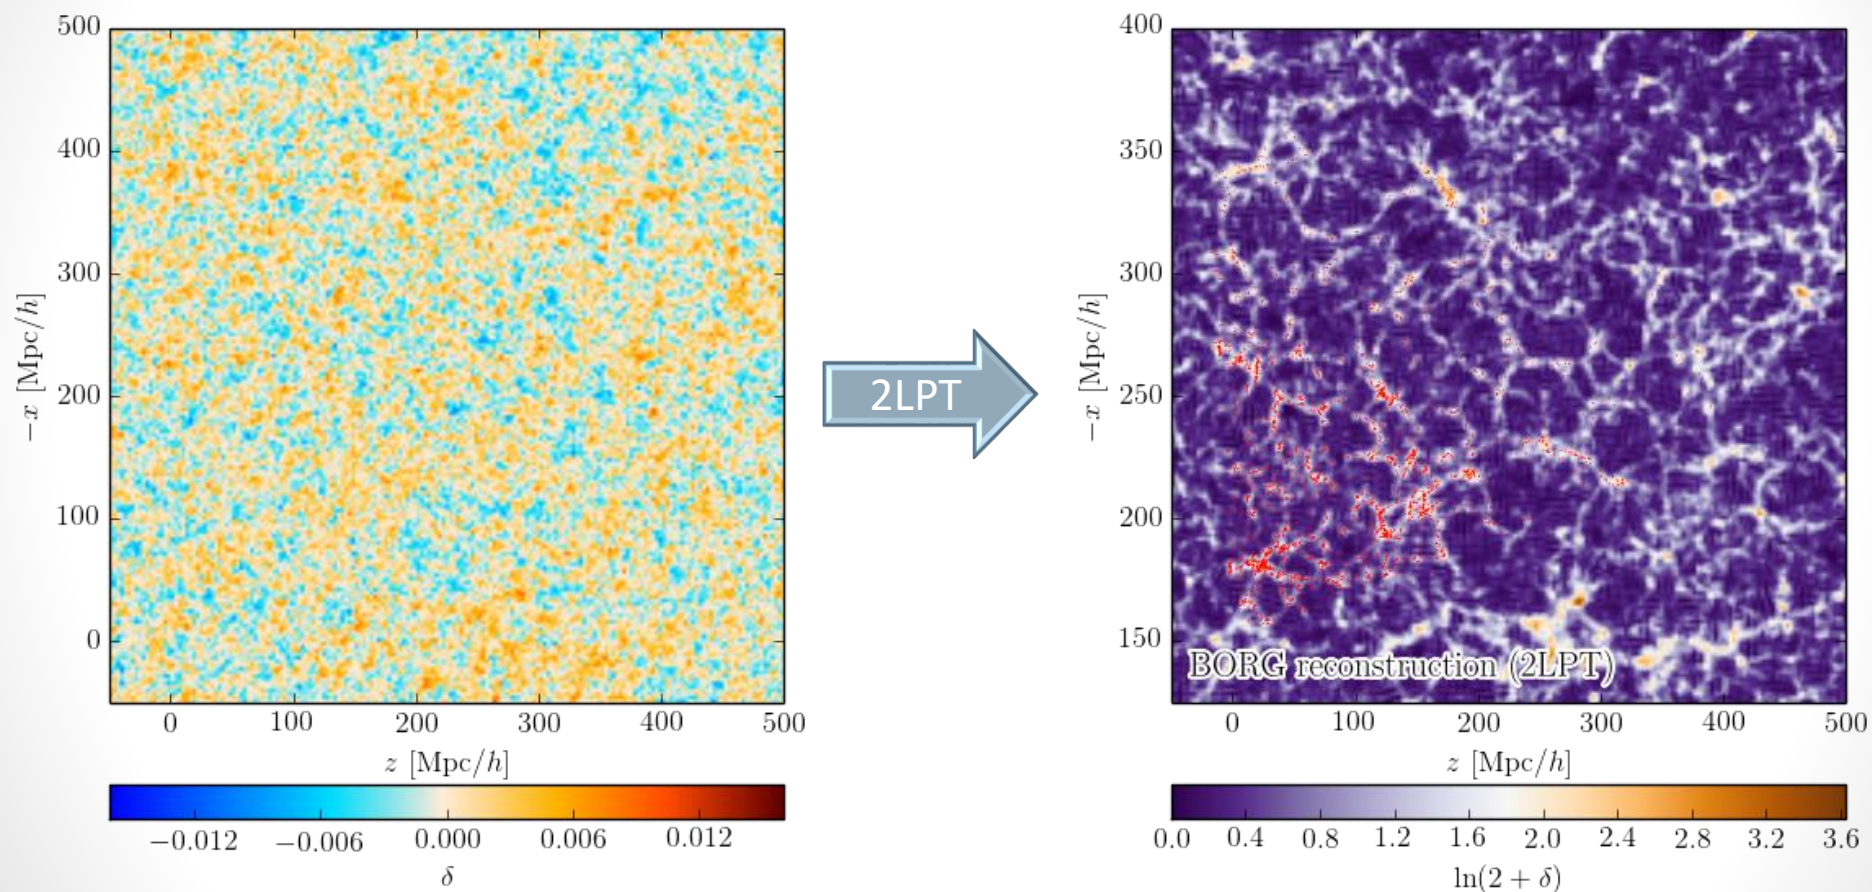 500
400
300
200
100
0
−x [Mpc/h]
0 100 200 300 400 500
z [Mpc/h]
−0.012 −0.006 0.000 0.006 0.012
δ
2LPT
400
350
300
250
200
150
−x [Mpc/h]
BORG reconstruction (2LPT)
0 100 200 300 400 500
z [Mpc/h]
0.0 0.4 0.8 1.2 1.6 2.0 2.4 2.8 3.2 3.6
ln(2 + δ)